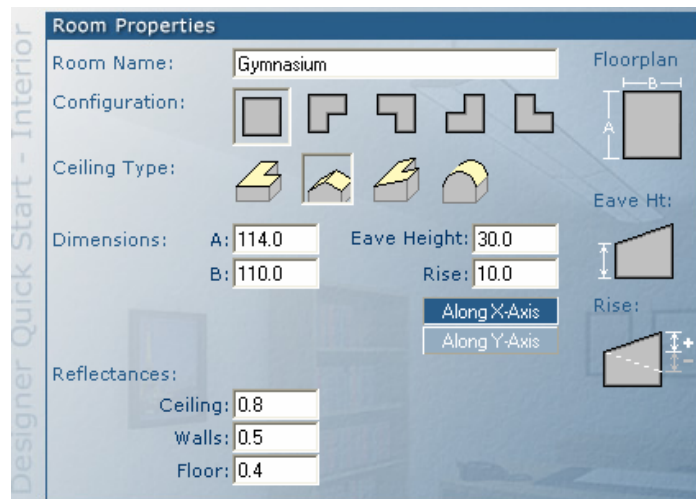 Designer Quick Start - Interior
Room Properties
Room Name: Gymnasium
Floorplan
B
A
Configuration:
Ceiling Type:
Eave Ht:
Dimensions: A: 114.0 Eave Height: 30.0
B: 110.0 Rise: 10.0
Along X-Axis
Rise:
Along Y-Axis
+
-
Reflectances:
Ceiling: 0.8
Walls: 0.5
Floor: 0.4